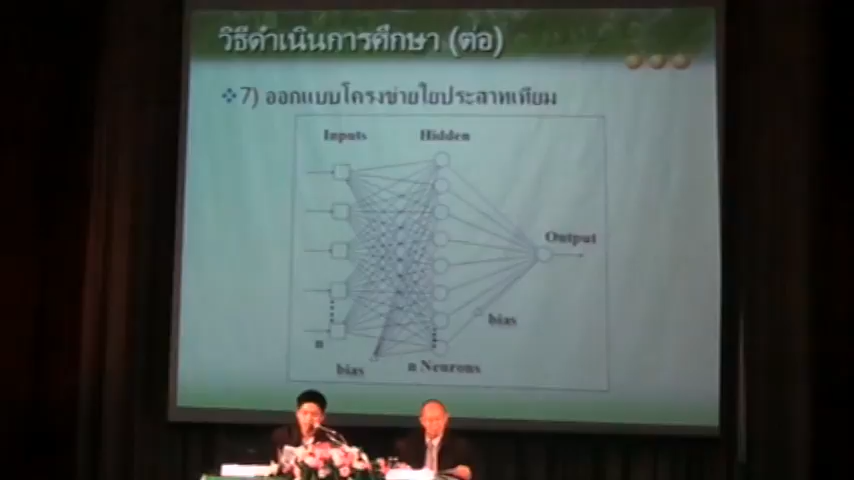 วิธีดำเนินการศึกษา (ต่อ)
7) ออกแบบโครงข่ายใยประสาทเทียม
Inputs Hidden
Output
bias
n
bias n Neurons